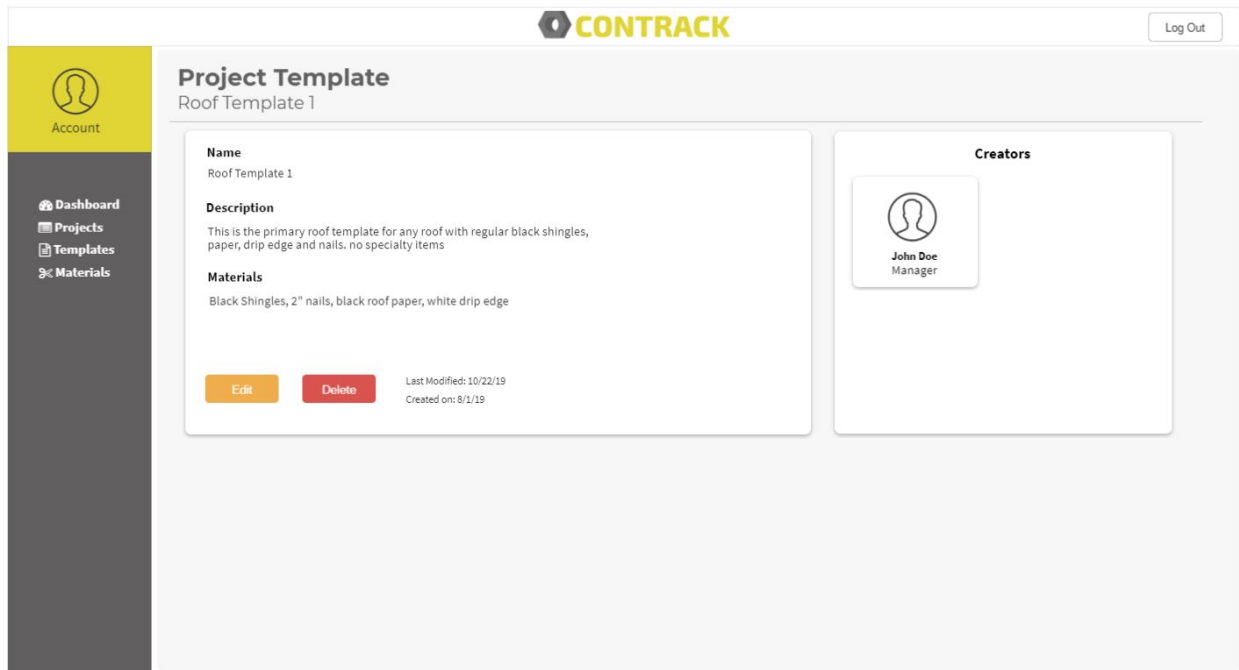 CONTRACK
Log Out
Account
Dashboard
Projects
Templates
Materials
Project Template
Roof Template 1
Name
Roof Template 1
Description
This is the primary roof template for any roof with regular black shingles,
paper, drip edge and nails. no specialty items
Materials
Black Shingles, 2" nails, black roof paper, white drip edge
Edit
Delete
Last Modified: 10/22/19
Created on: 8/1/19
Creators
John Doe
Manager